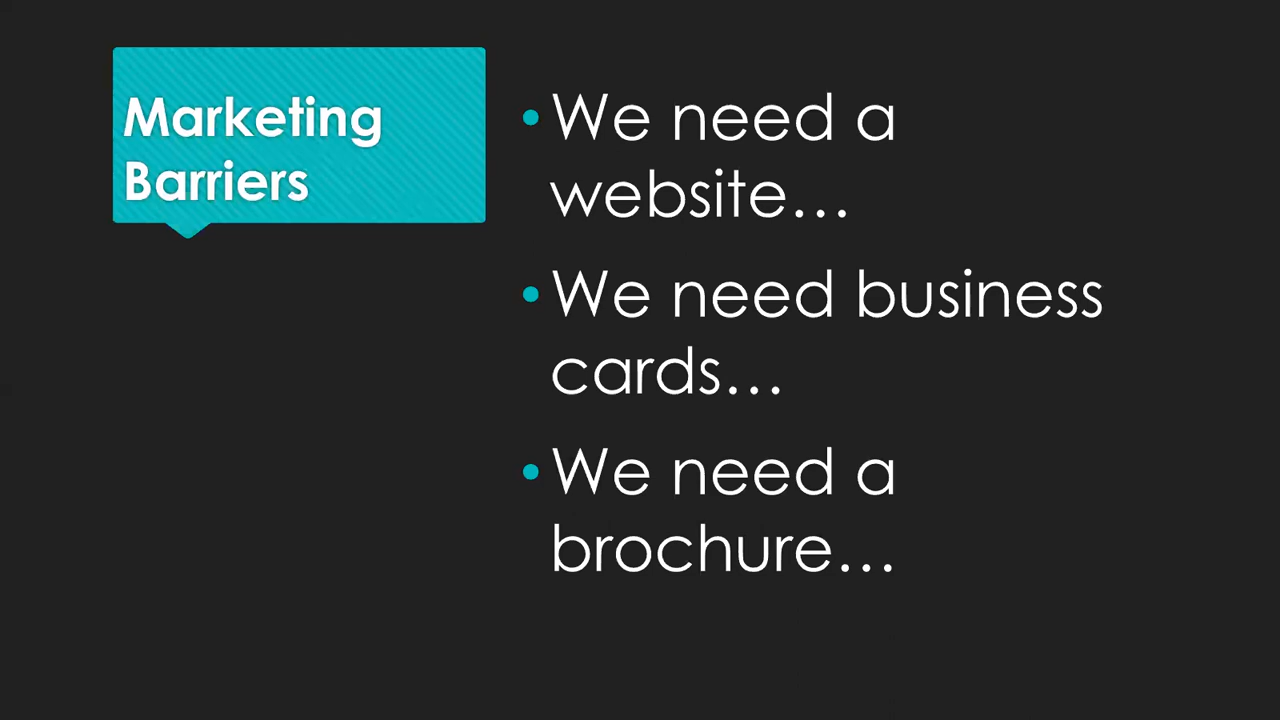 Marketing
Barriers
• We need a
website…
• We need business
cards…
• We need a
brochure…